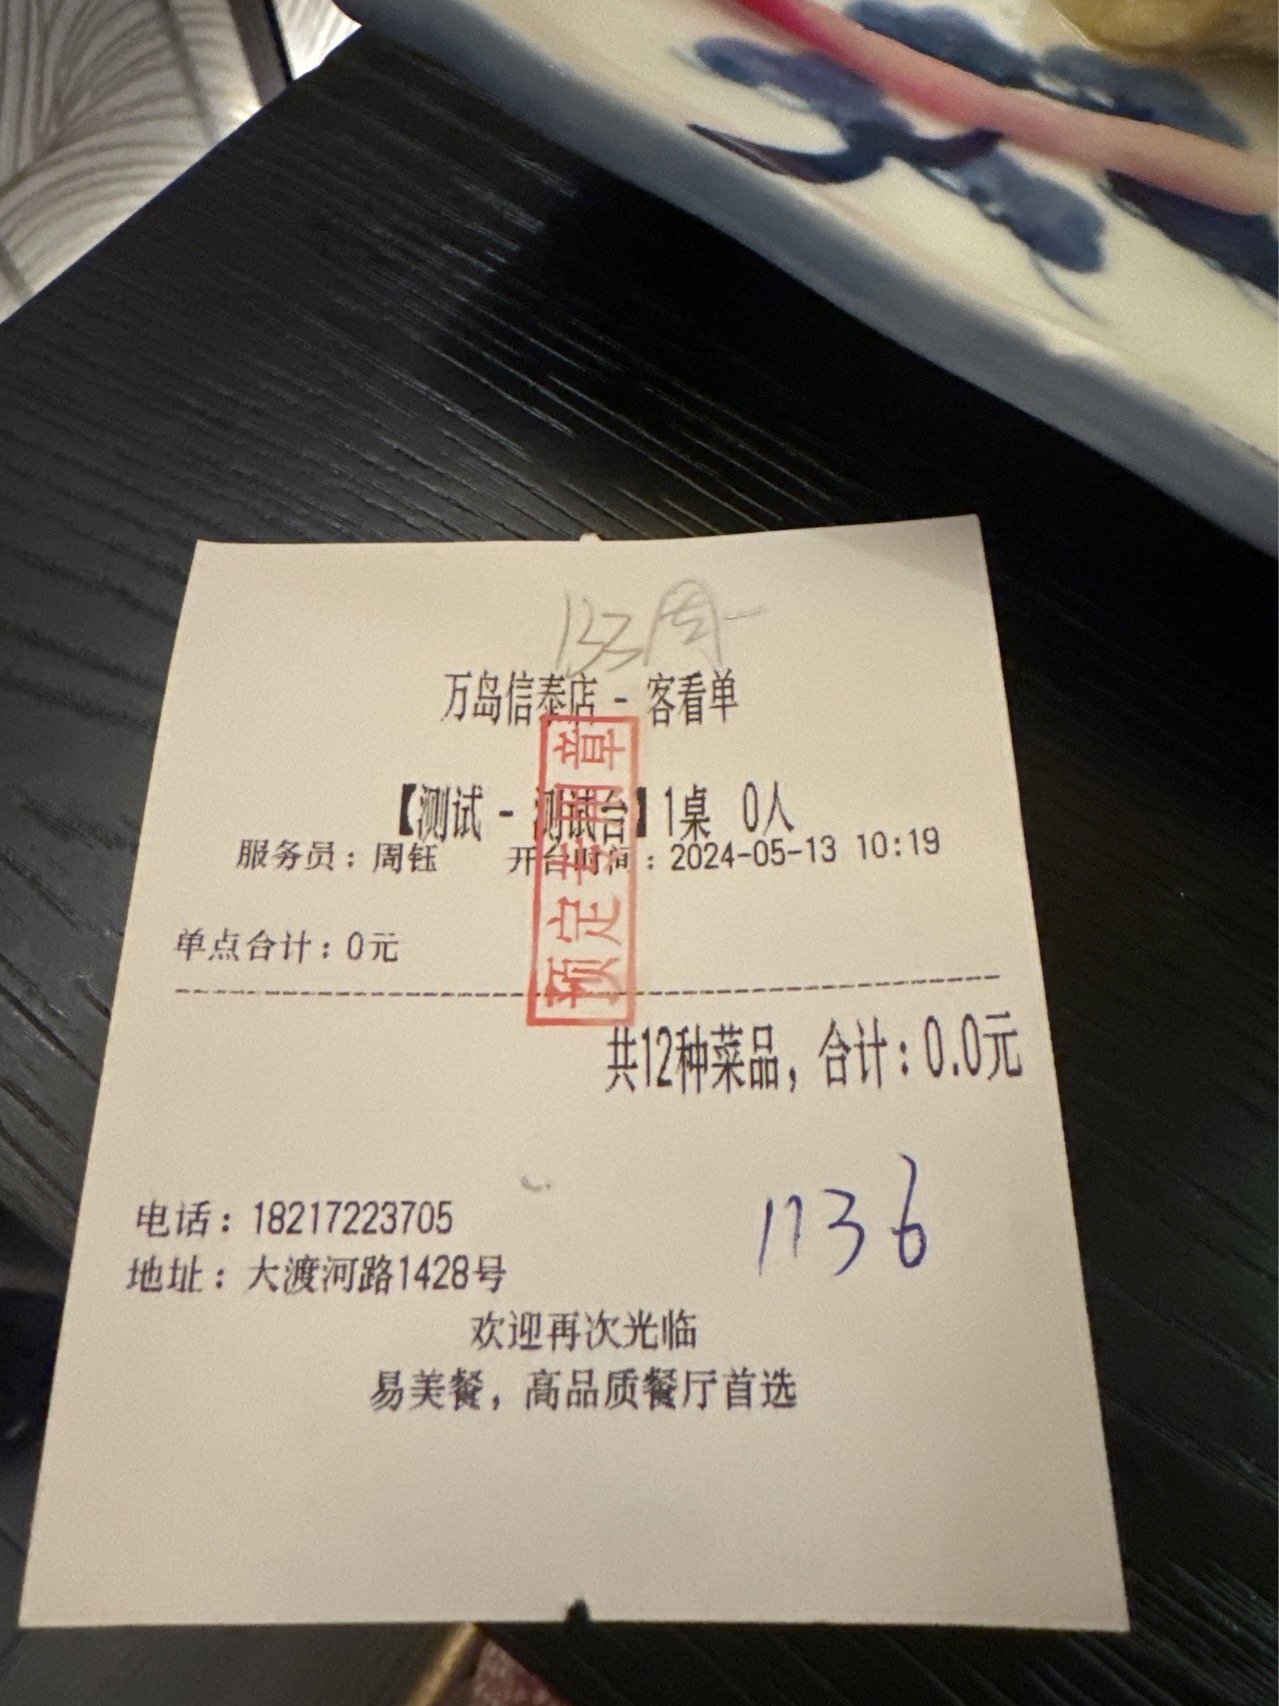 万岛信泰店 - 客看单
【测试 - 测试台】1桌 0人
服务员：周钰 开台时间：2024-05-13 10:19
预定专用章
单点合计：0元
共12种菜品，合计：0.0元
1736
电话：18217223705
地址：大渡河路1428号
欢迎再次光临
易美餐，高品质餐厅首选